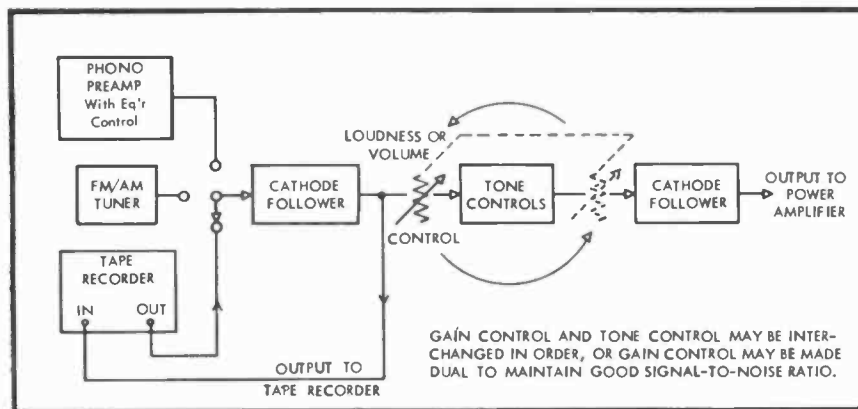 PHONO
PREAMP
With Eq'r
Control
LOUDNESS OR
VOLUME
FM/AM
TUNER
CATHODE
FOLLOWER
TONE
CONTROLS
CATHODE
FOLLOWER
OUTPUT TO
POWER
AMPLIFIER
CONTROL
TAPE
RECORDER
IN OUT
OUTPUT TO
TAPE RECORDER
GAIN CONTROL AND TONE CONTROL MAY BE INTER-
CHANGED IN ORDER, OR GAIN CONTROL MAY BE MADE
DUAL TO MAINTAIN GOOD SIGNAL-TO-NOISE RATIO.